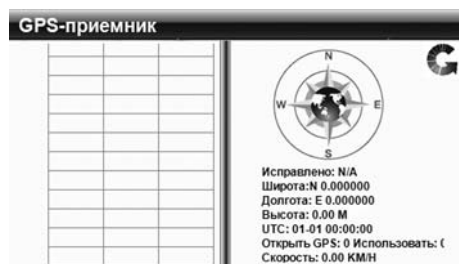 GPS-приемник
N
W
E
S
Исправлено: N/A
Широта:N 0.000000
Долгота: E 0.000000
Высота: 0.00 M
UTC: 01-01 00:00:00
Открыть GPS: 0 Использовать: (
Скорость: 0.00 KM/H